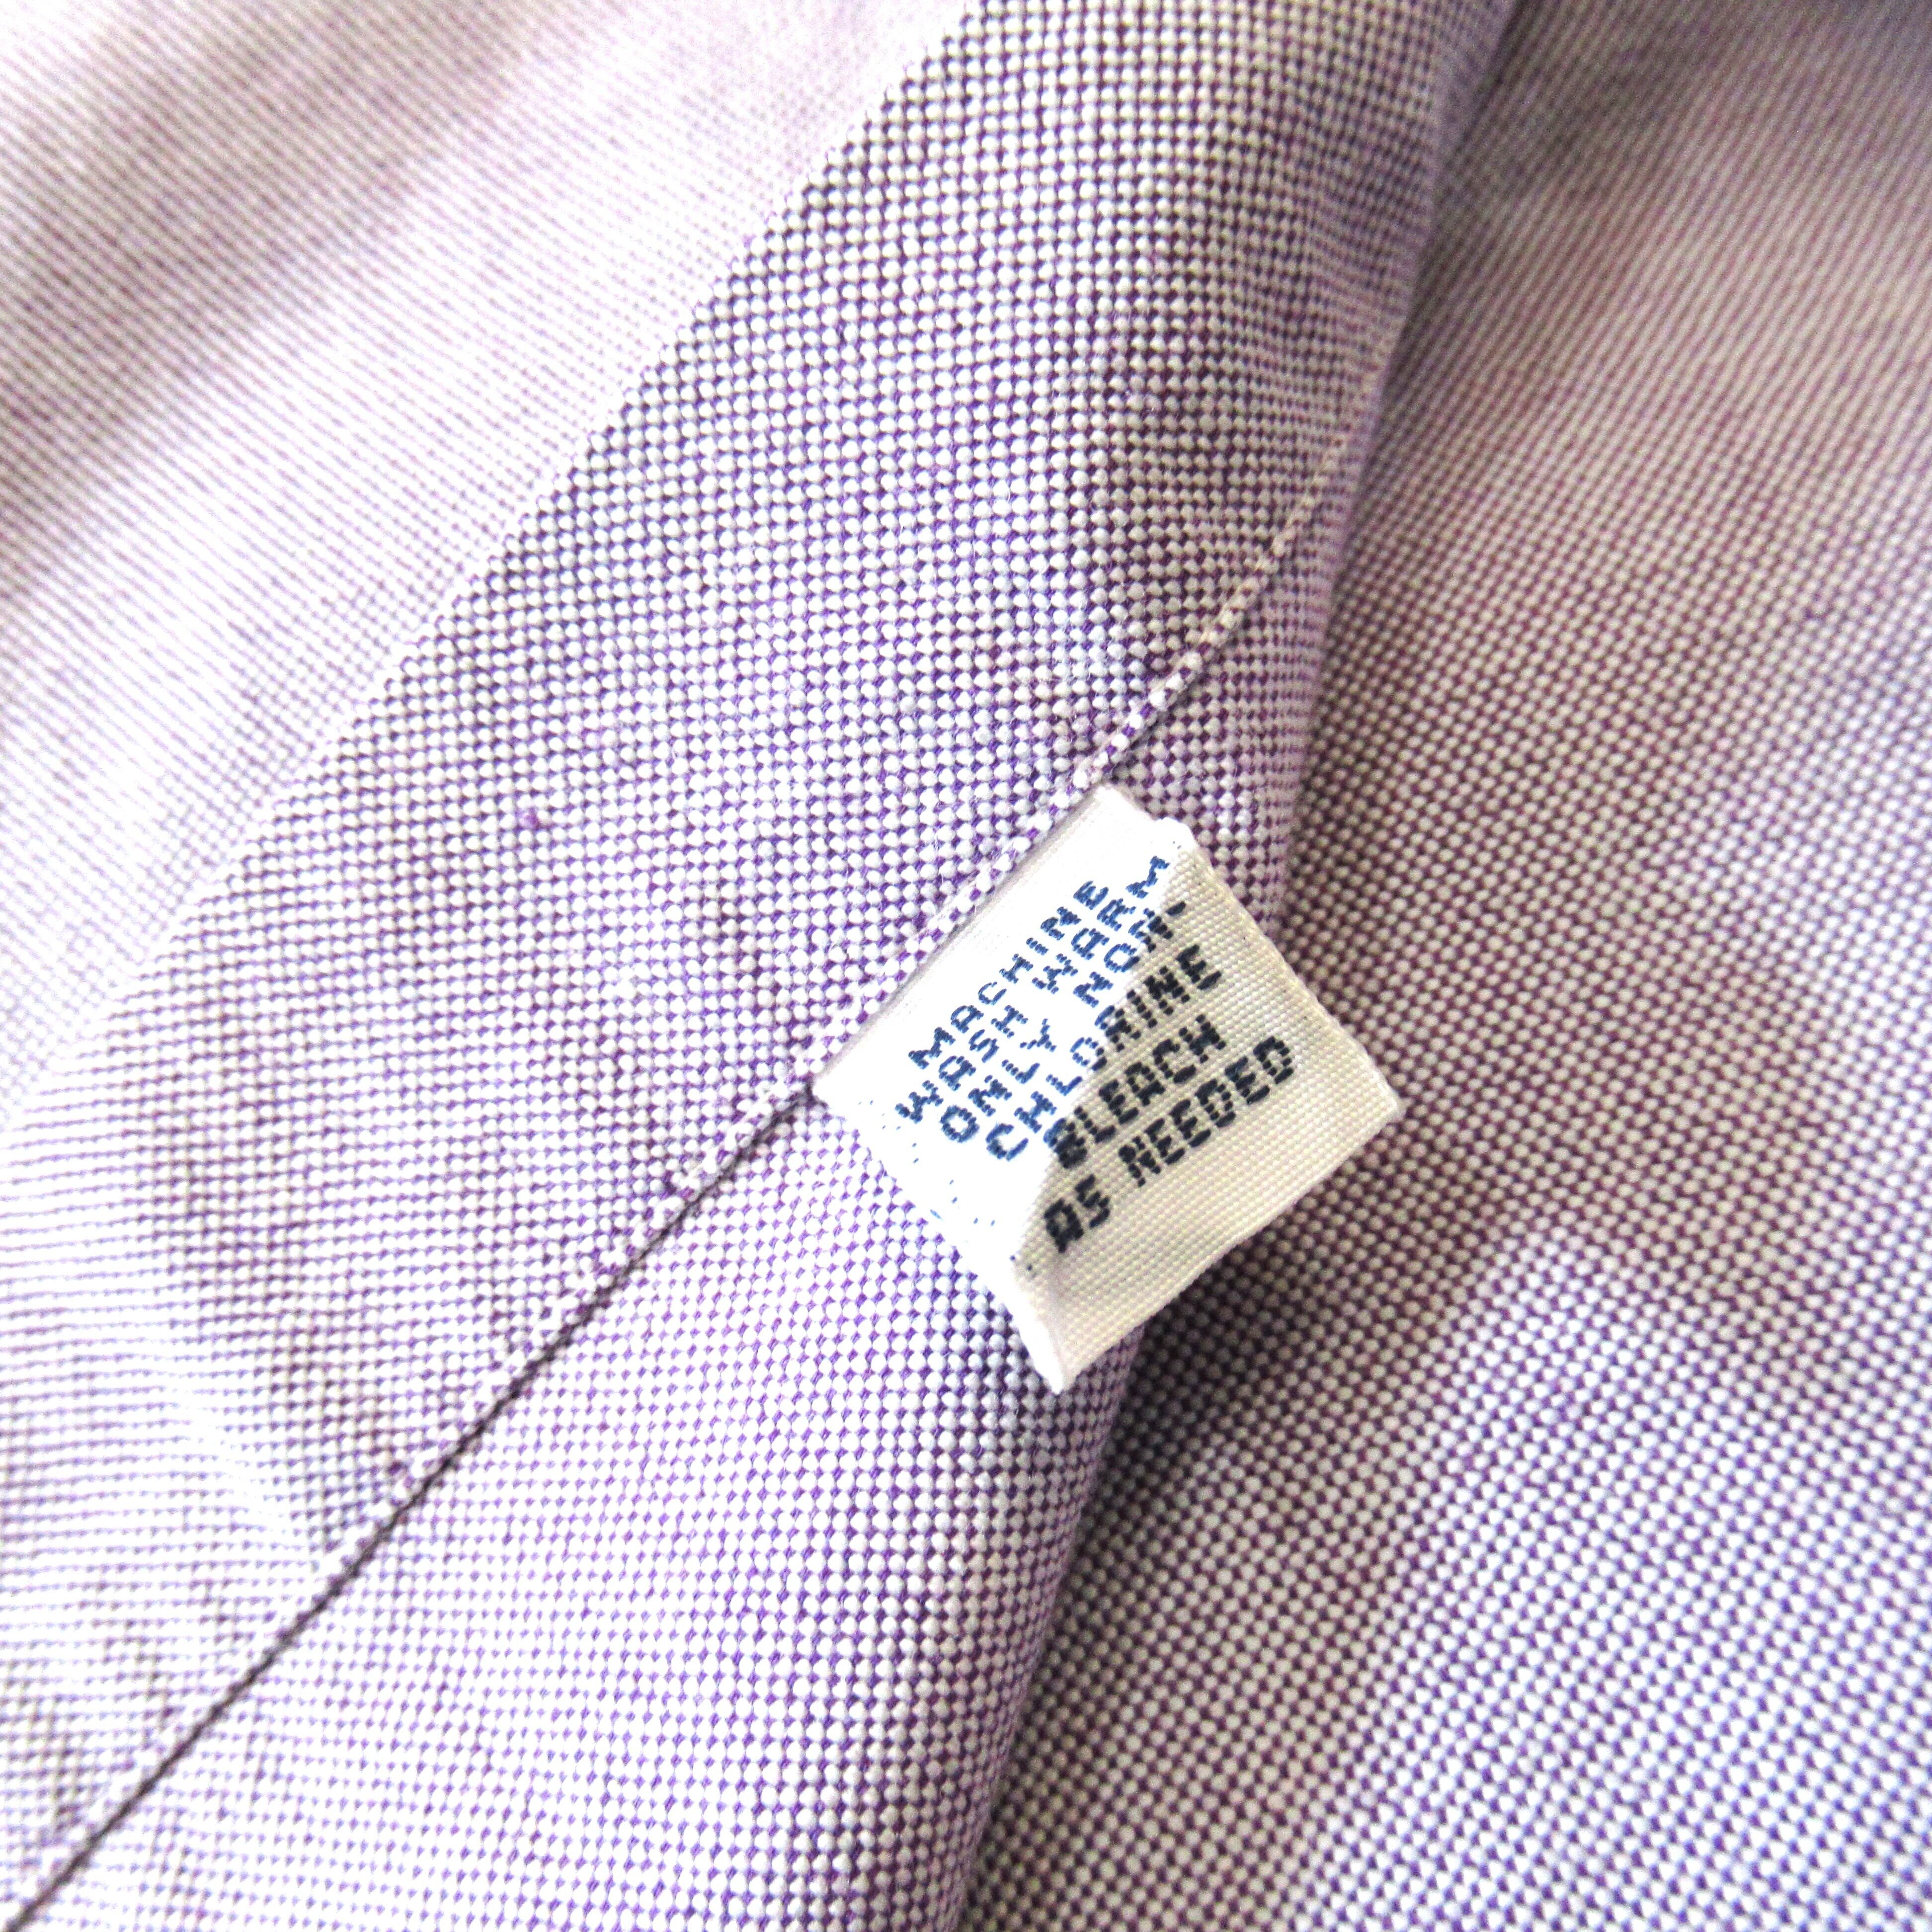 MACHINE
WASH WARM
ONLY NON-
CHLORINE
BLEACH
AS NEEDED